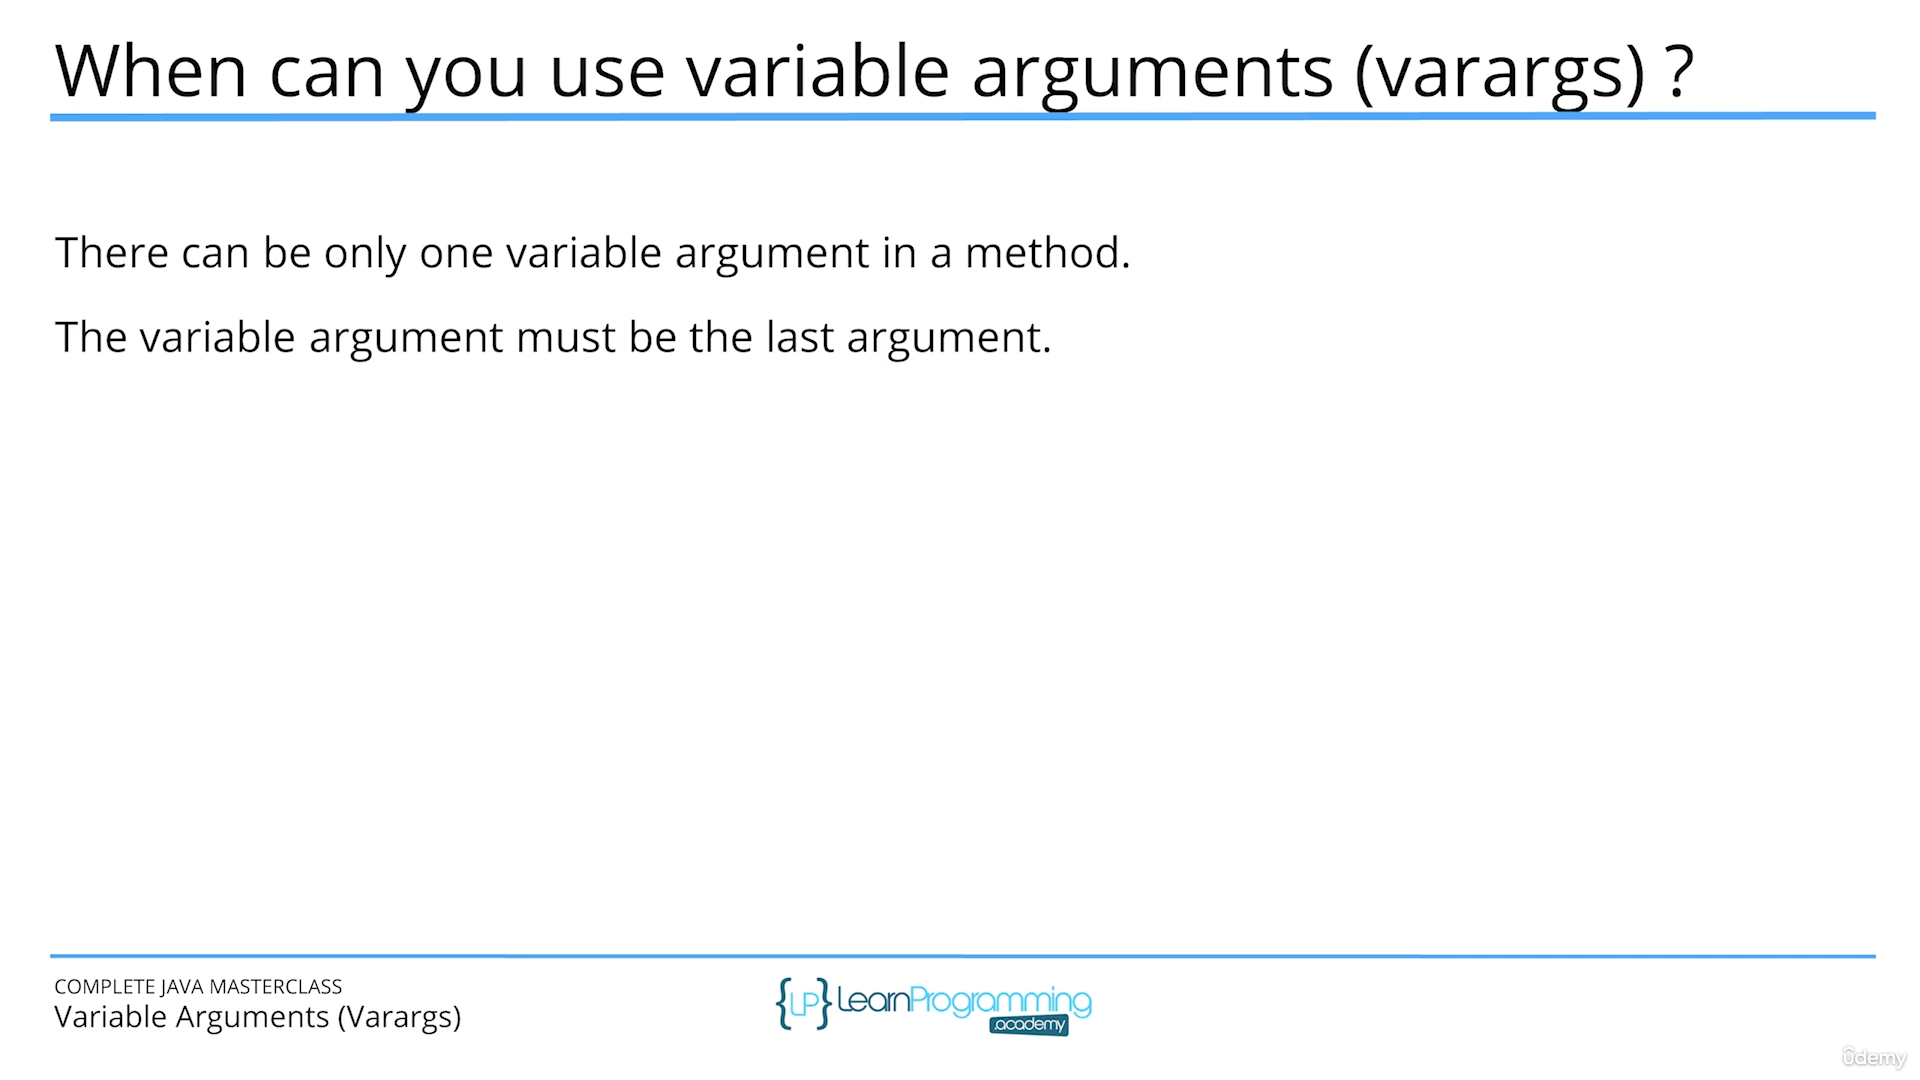 When can you use variable arguments (varargs) ?
There can be only one variable argument in a method.
The variable argument must be the last argument.
COMPLETE JAVA MASTERCLASS
Variable Arguments (Varargs)
{LP} LearnProgramming
.academy
ûdemy